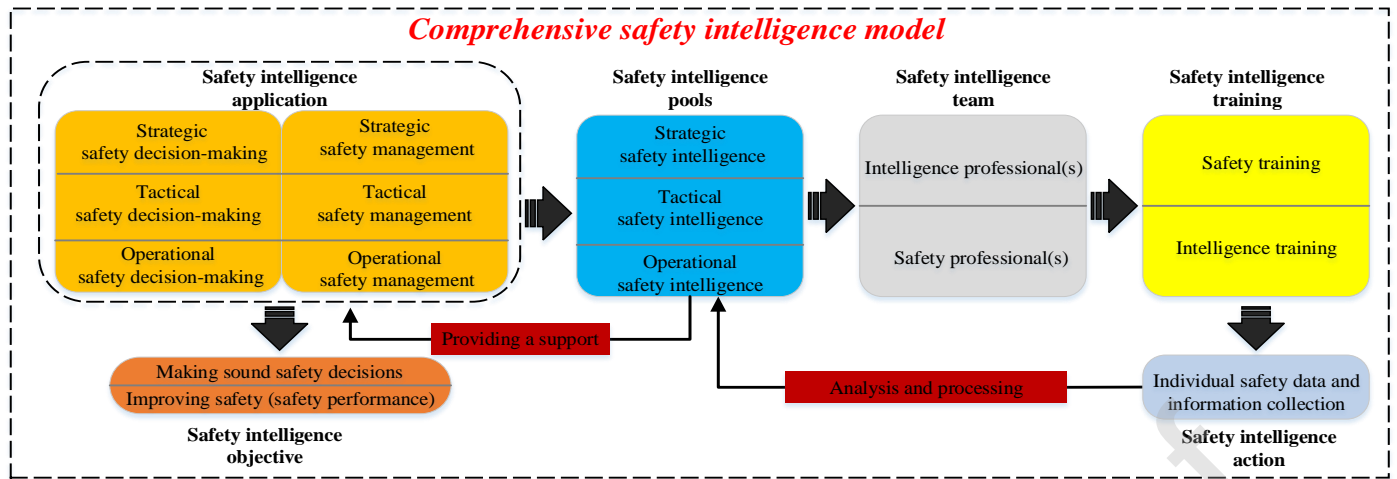 Comprehensive safety intelligence model
Safety intelligence
application
Strategic
safety decision-making
Tactical
safety decision-making
Operational
safety decision-making
Strategic
safety management
Tactical
safety management
Operational
safety management
Safety intelligence
pools
Strategic
safety intelligence
Tactical
safety intelligence
Operational
safety intelligence
Safety intelligence
team
Intelligence professional(s)
Safety professional(s)
Safety intelligence
training
Safety training
Intelligence training
Providing a support
Making sound safety decisions
Improving safety (safety performance)
Safety intelligence
objective
Analysis and processing
Individual safety data and
information collection
Safety intelligence
action